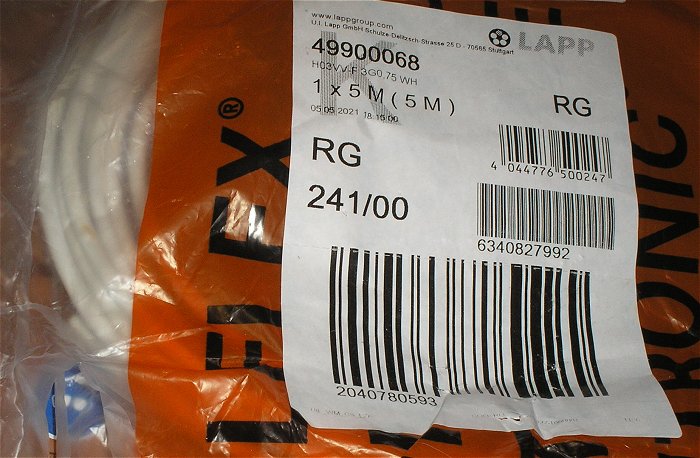 www.lappgroup.com
U.I. Lapp GmbH Schulze-Delitzsch-Strasse 25 D - 70565 Stuttgart
LAPP
49900068
H03VV-F 3G0,75 WH
1 x 5 M ( 5 M )
05.05.2021 18:15:00
RG
4 044776 500247
RG
241/00
6340827992
2040780593
ÖLFLEX®
TRONIC